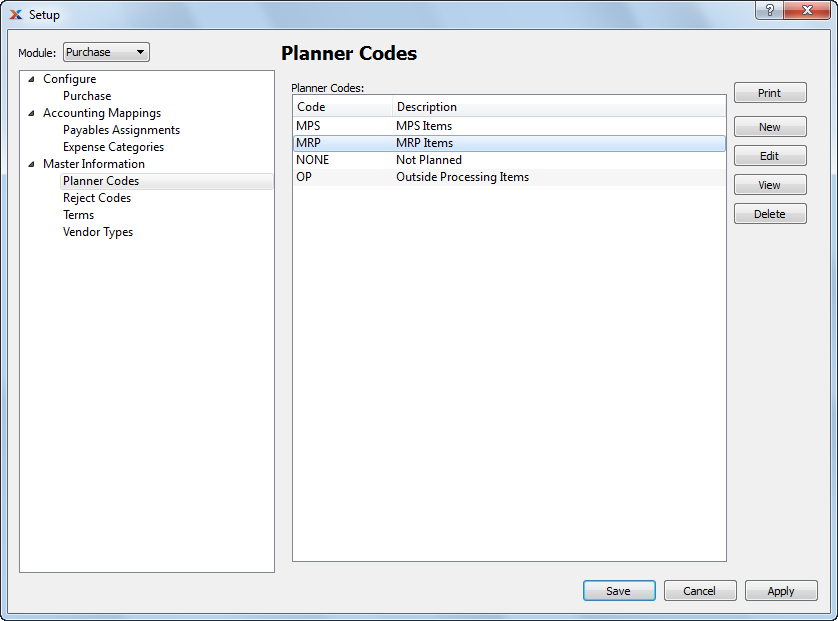 Setup
?
Module: Purchase
Configure
Purchase
Accounting Mappings
Payables Assignments
Expense Categories
Master Information
Planner Codes
Reject Codes
Terms
Vendor Types
Planner Codes
Planner Codes:
Code Description
MPS MPS Items
MRP MRP Items
NONE Not Planned
OP Outside Processing Items
Print
New
Edit
View
Delete
Save Cancel Apply